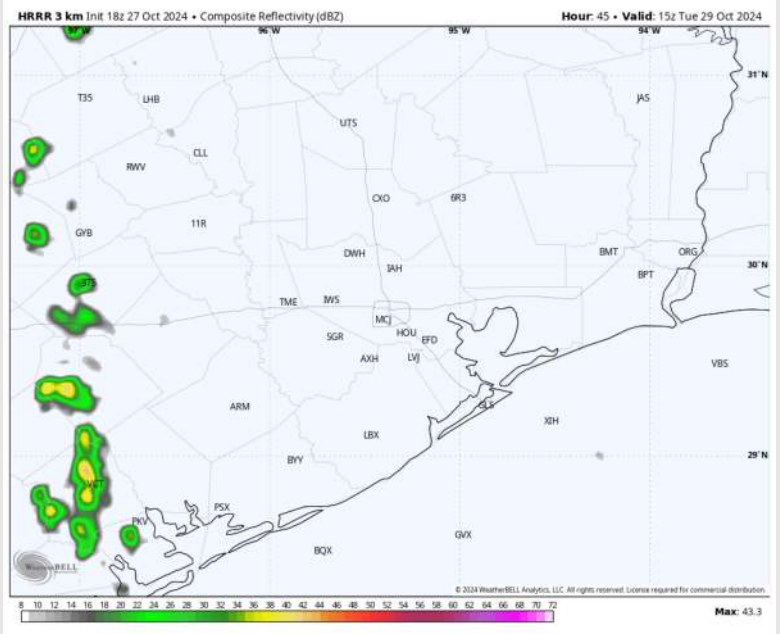 HRRR 3 km Init 18z 27 Oct 2024 • Composite Reflectivity (dBZ) Hour: 45 • Valid: 15z Tue 29 Oct 2024
97°W 96°W 95°W 94°W
31°N
T35 LHB JAS
UTS
CLL
RWV
CXO 6R3
11R
GYB
DWH BMT ORG
IAH 30°N
BPT
3T5
TME IWS
MCJ
SGR HOU EFD
AXH LVJ VBS
ARM GLS
XIH
LBX
BYY 29°N
VCT
PSX
PKV
GVX
BQX
WeatherBELL
© 2024 WeatherBELL Analytics, LLC. All rights reserved. License required for commercial distribution.
8 10 12 14 16 18 20 22 24 26 28 30 32 34 36 38 40 42 44 46 48 50 52 54 56 58 60 62 64 66 68 70 72
Max: 43.3